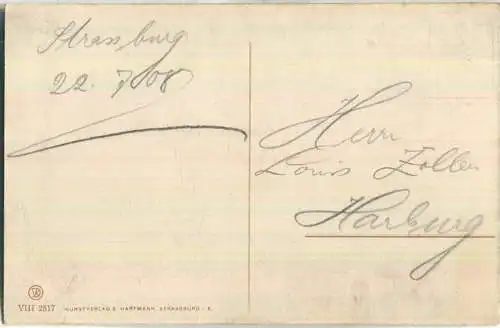 Strassburg
22. 7 08
Herrn
Louis Zoller
Harburg
VIII 2517 KUNSTVERLAG E. HARTMANN, STRASSBURG i. E.